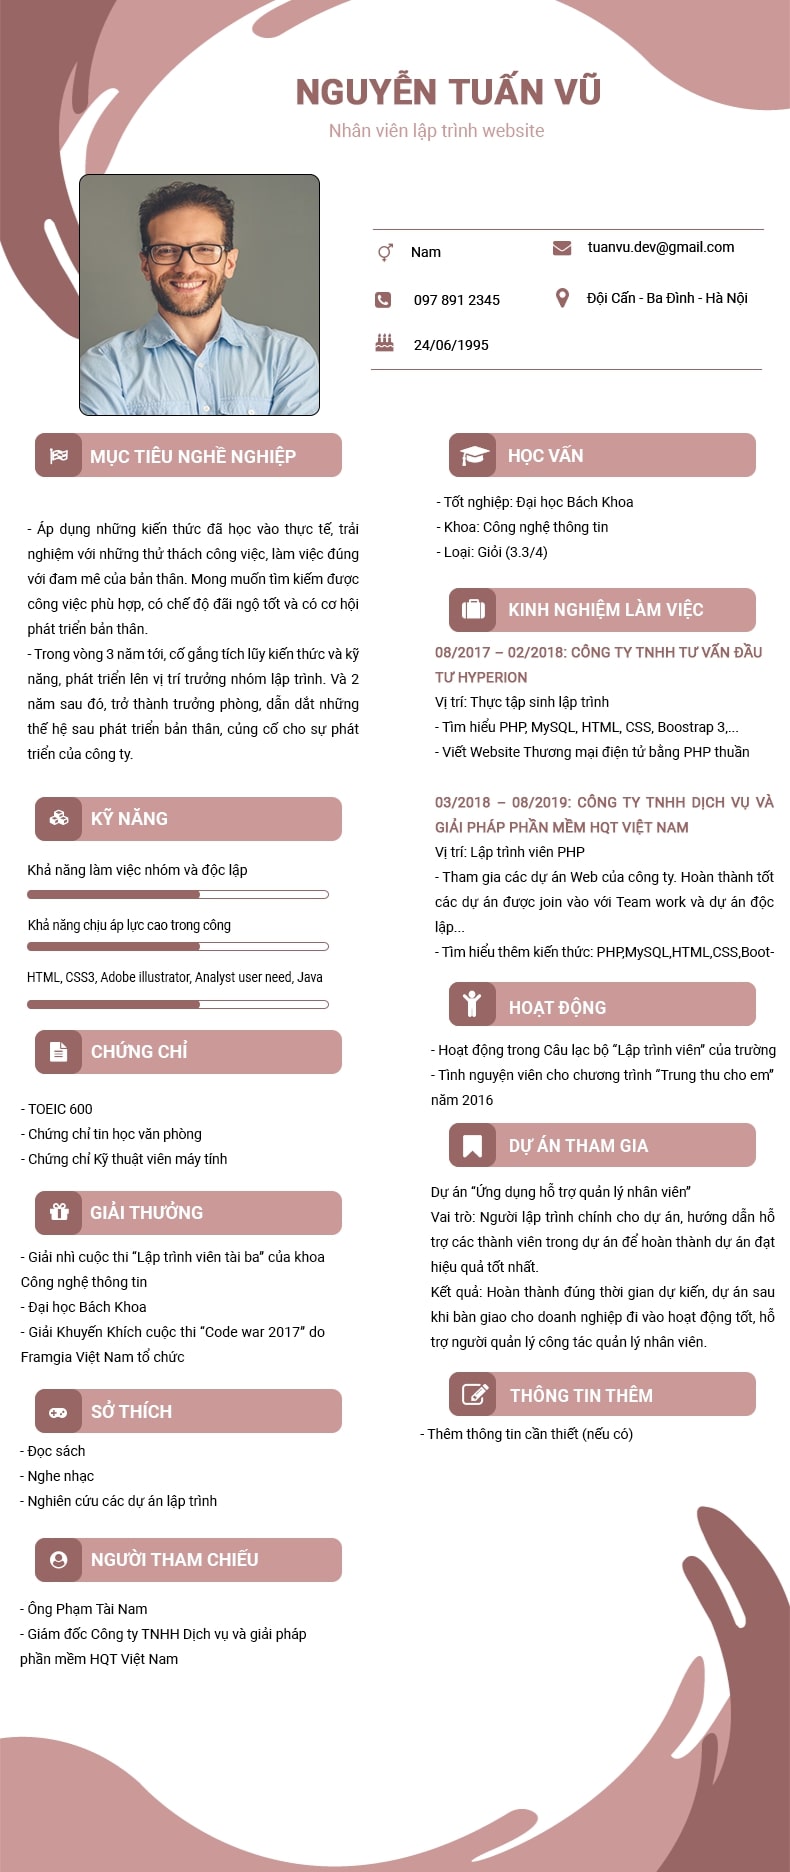 NGUYỄN TUẤN VŨ
Nhân viên lập trình website
Nam
tuanvu.dev@gmail.com
097 891 2345
Đội Cấn - Ba Đình - Hà Nội
24/06/1995
MỤC TIÊU NGHỀ NGHIỆP
- Áp dụng những kiến thức đã học vào thực tế, trải
nghiệm với những thử thách công việc, làm việc đúng
với đam mê của bản thân. Mong muốn tìm kiếm được
công việc phù hợp, có chế độ đãi ngộ tốt và có cơ hội
phát triển bản thân.
- Trong vòng 3 năm tới, cố gắng tích lũy kiến thức và kỹ
năng, phát triển lên vị trí trưởng nhóm lập trình. Và 2
năm sau đó, trở thành trưởng phòng, dẫn dắt những
thế hệ sau phát triển bản thân, củng cố cho sự phát
triển của công ty.
KỸ NĂNG
Khả năng làm việc nhóm và độc lập
Khả năng chịu áp lực cao trong công
HTML, CSS3, Adobe illustrator, Analyst user need, Java
CHỨNG CHỈ
- TOEIC 600
- Chứng chỉ tin học văn phòng
- Chứng chỉ Kỹ thuật viên máy tính
GIẢI THƯỞNG
- Giải nhì cuộc thi “Lập trình viên tài ba” của khoa
Công nghệ thông tin
- Đại học Bách Khoa
- Giải Khuyến Khích cuộc thi “Code war 2017” do
Framgia Việt Nam tổ chức
SỞ THÍCH
- Đọc sách
- Nghe nhạc
- Nghiên cứu các dự án lập trình
NGƯỜI THAM CHIẾU
- Ông Phạm Tài Nam
- Giám đốc Công ty TNHH Dịch vụ và giải pháp
phần mềm HQT Việt Nam
HỌC VẤN
- Tốt nghiệp: Đại học Bách Khoa
- Khoa: Công nghệ thông tin
- Loại: Giỏi (3.3/4)
KINH NGHIỆM LÀM VIỆC
08/2017 – 02/2018: CÔNG TY TNHH TƯ VẤN ĐẦU
TƯ HYPERION
Vị trí: Thực tập sinh lập trình
- Tìm hiểu PHP, MySQL, HTML, CSS, Boostrap 3,...
- Viết Website Thương mại điện tử bằng PHP thuần
03/2018 – 08/2019: CÔNG TY TNHH DỊCH VỤ VÀ
GIẢI PHÁP PHẦN MỀM HQT VIỆT NAM
Vị trí: Lập trình viên PHP
- Tham gia các dự án Web của công ty. Hoàn thành tốt
các dự án được join vào với Team work và dự án độc
lập...
- Tìm hiểu thêm kiến thức: PHP,MySQL,HTML,CSS,Boot-
HOẠT ĐỘNG
- Hoạt động trong Câu lạc bộ “Lập trình viên” của trường
- Tình nguyện viên cho chương trình “Trung thu cho em”
năm 2016
DỰ ÁN THAM GIA
Dự án “Ứng dụng hỗ trợ quản lý nhân viên”
Vai trò: Người lập trình chính cho dự án, hướng dẫn hỗ
trợ các thành viên trong dự án để hoàn thành dự án đạt
hiệu quả tốt nhất.
Kết quả: Hoàn thành đúng thời gian dự kiến, dự án sau
khi bàn giao cho doanh nghiệp đi vào hoạt động tốt, hỗ
trợ người quản lý công tác quản lý nhân viên.
THÔNG TIN THÊM
- Thêm thông tin cần thiết (nếu có)